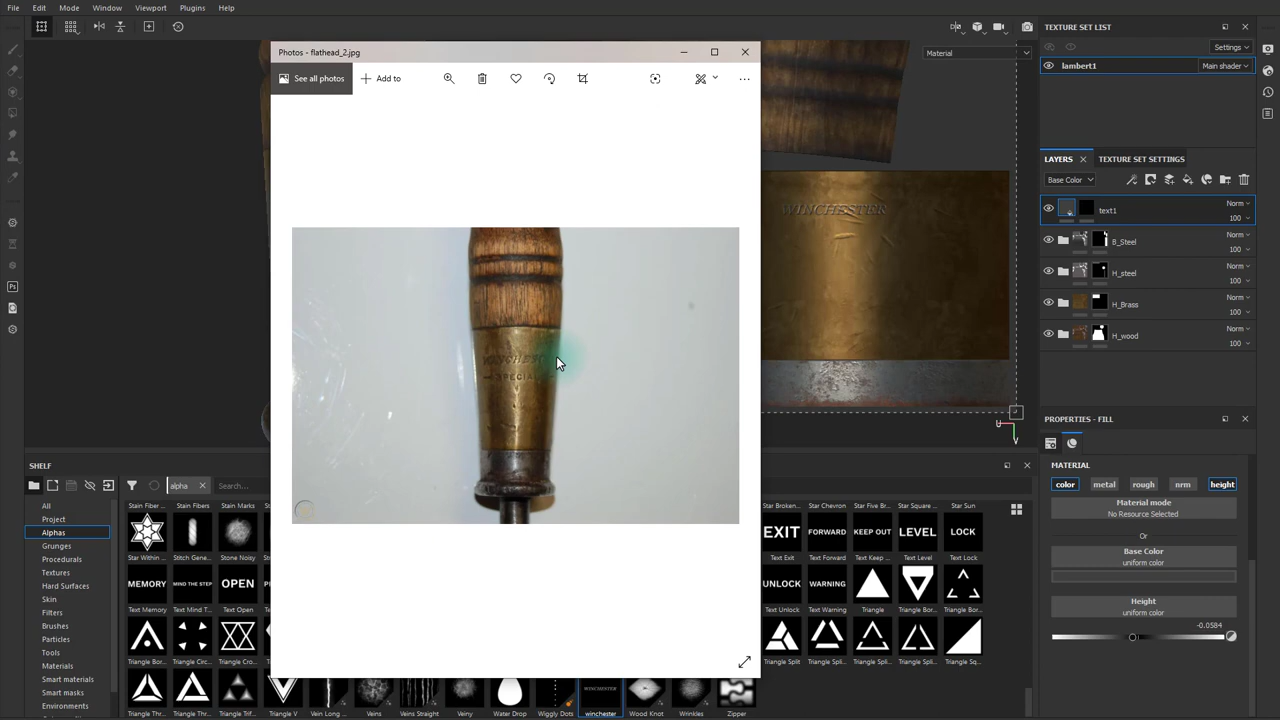 File Edit Mode Window Viewport Plugins Help
Photos - flathead_2.jpg
See all photos
Add to
Material
TEXTURE SET LIST
Settings
lambert1
Main shader
LAYERS
TEXTURE SET SETTINGS
Base Color
text1
Norm
100
B_Steel
Norm
100
H_steel
Norm
100
H_Brass
Norm
100
H_wood
Norm
100
WINCHESTER
WINCHESTER
SPECIAL
U
V
PROPERTIES - FILL
MATERIAL
color metal rough nrm height
Material mode
No Resource Selected
Or
Base Color
uniform color
Height
uniform color
-0.0584
SHELF
alpha
Search...
All
Project
Alphas
Grunges
Procedurals
Textures
Hard Surfaces
Skin
Filters
Brushes
Particles
Tools
Materials
Smart materials
Smart masks
Environments
Stain Fibers Stain Fibers Stain Smark...
Star Broken... Star Chevron Star Five Br... Star Square ... Star Sun
EXIT FORWARD KEEP OUT LEVEL LOCK
Star Within ... Stitch Gene... Stone Noisy
Text Exit Text Forward Text Keep ... Text Level Text Lock
MEMORY MIND THE STEP OPEN
UNLOCK WARNING
Text Memory Text Mind T... Text Open
Text Unlock Text Warning Triangle Triangle Bor... Triangle Bor...
Triangle Bor... Triangle Circ... Triangle Cro...
Triangle Split Triangle Spli... Triangle Spli... Triangle Spli... Triangle Sq...
WINCHESTER
Triangle Thr... Triangle Thr... Triangle Trif... Triangle V Vein Long ... Veins Veins Straight Veiny Water Drop Wiggly Dots winchester Wood Knot Wrinkles Zipper